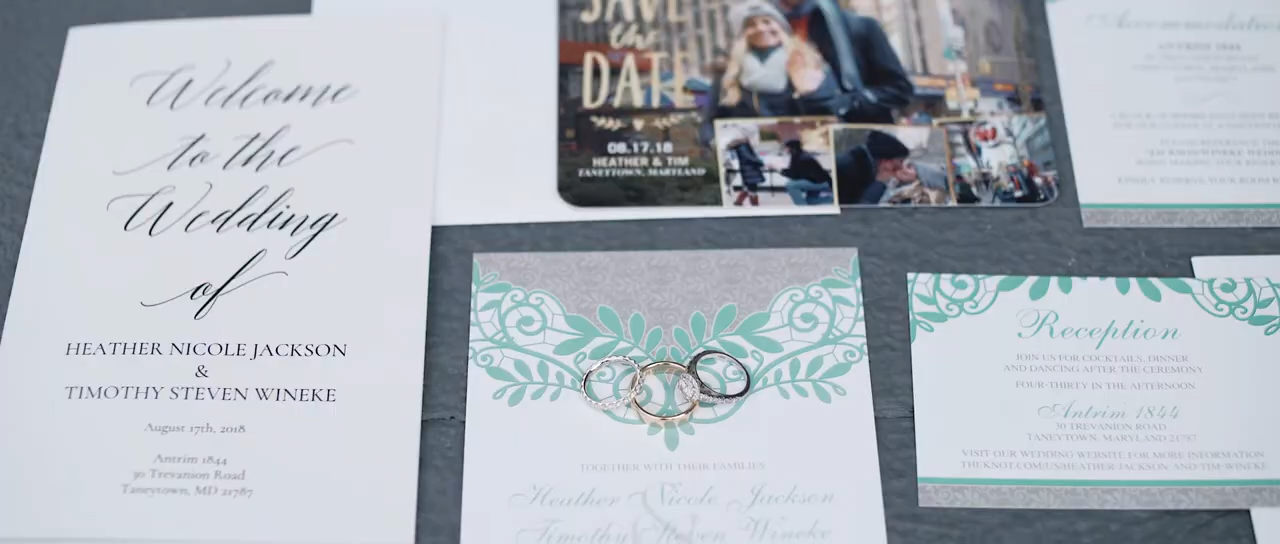 Welcome
to the
Wedding
of
HEATHER NICOLE JACKSON
&
TIMOTHY STEVEN WINEKE
August 17th, 2018
Antrim 1844
30 Trevanion Road
Taneytown, MD 21787
SAVE
the
DATE
08.17.18
HEATHER & TIM
TANEYTOWN, MARYLAND
TOGETHER WITH THEIR FAMILIES
Heather Nicole Jackson
&
Timothy Steven Wineke
Accommodations
ANTRIM 1844
Reception
JOIN US FOR COCKTAILS, DINNER
AND DANCING AFTER THE CEREMONY
FOUR-THIRTY IN THE AFTERNOON
Antrim 1844
30 TREVANION ROAD
TANEYTOWN, MARYLAND 21787
VISIT OUR WEDDING WEBSITE FOR MORE INFORMATION
THEKNOT.COM/US/HEATHER-JACKSON-AND-TIM-WINEKE